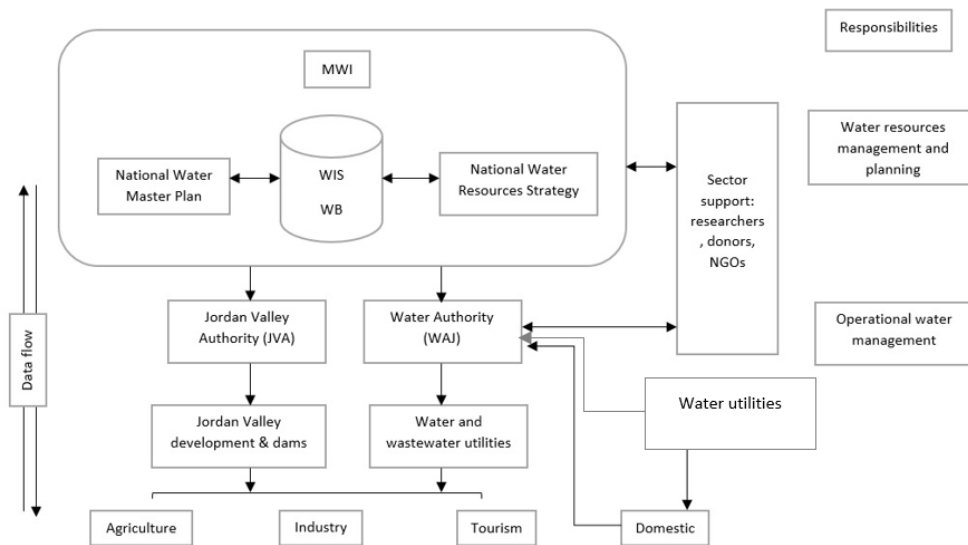 Responsibilities
MWI
Water resources
management and
planning
National Water
Master Plan
WIS
WB
National Water
Resources Strategy
Sector
support:
researchers
, donors,
NGOs
Jordan Valley
Authority (JVA)
Water Authority
(WAJ)
Operational water
management
Data flow
Jordan Valley
development & dams
Water and
wastewater utilities
Water utilities
Agriculture
Industry
Tourism
Domestic